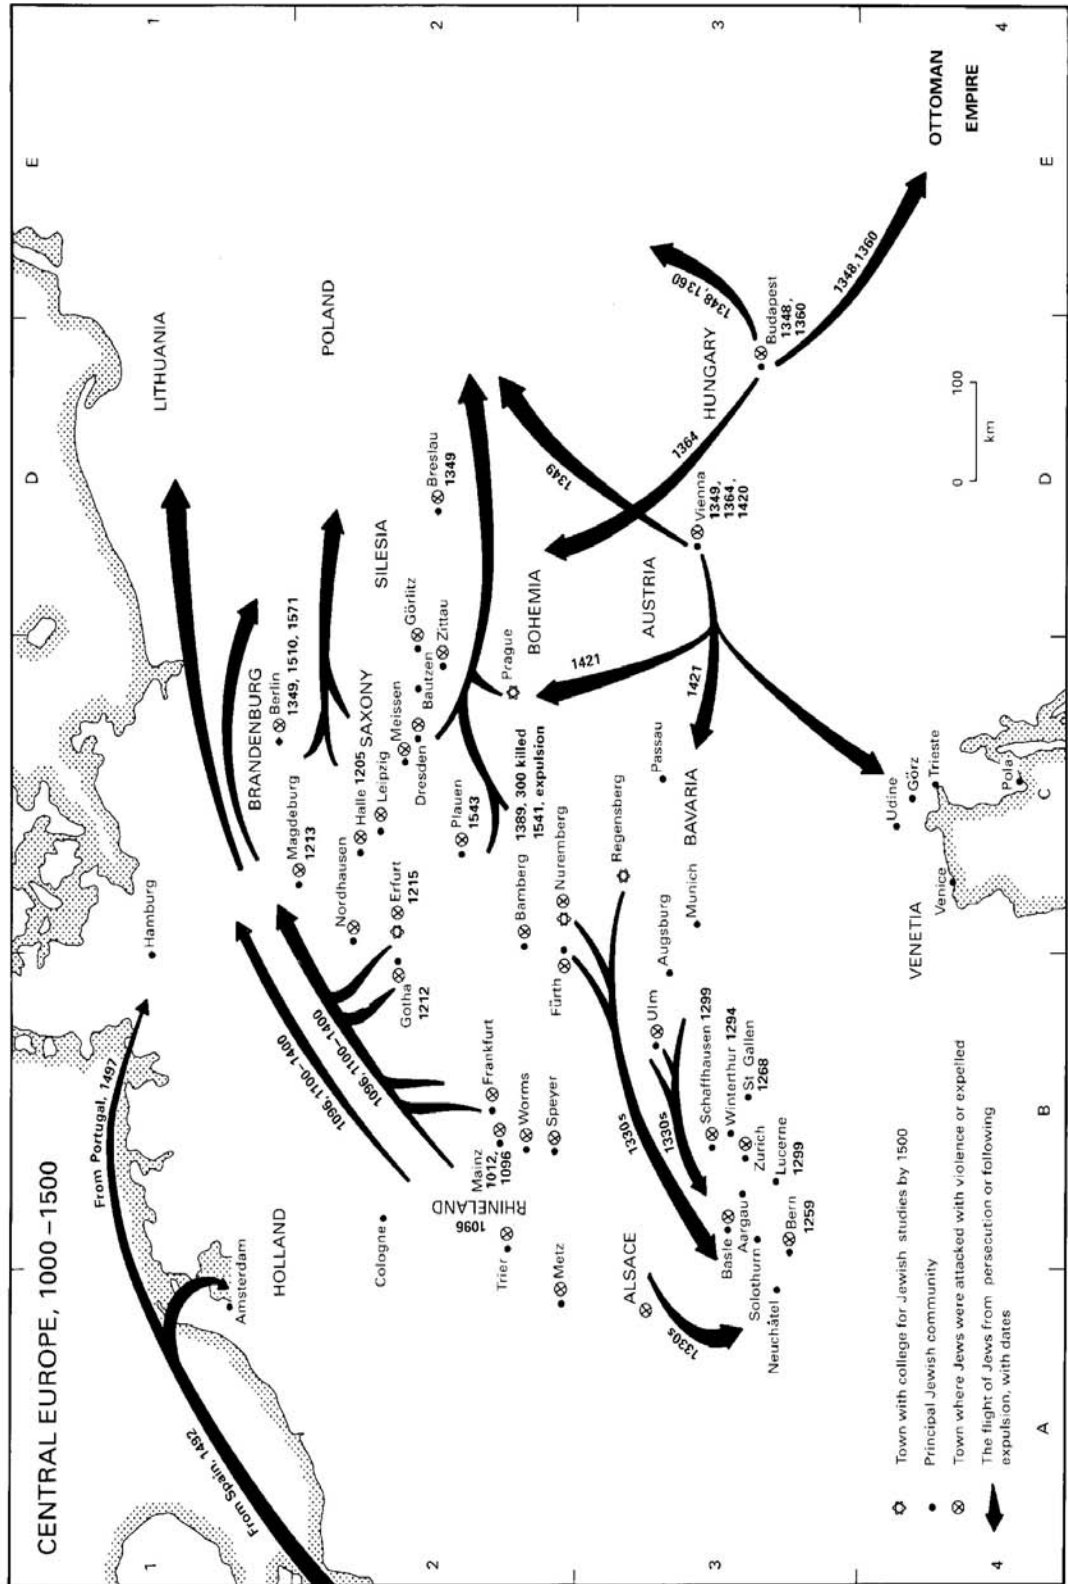 CENTRAL EUROPE, 1000–1500
A
B
C
D
E
1
2
3
4
1
2
3
4
A
B
C
D
E
From Spain, 1492
From Portugal, 1497
Amsterdam
HOLLAND
Hamburg
LITHUANIA
POLAND
BRANDENBURG
Berlin
1349, 1510, 1571
Magdeburg
1213
1096, 1100–1400
1096, 1100–1400
Nordhausen
Halle 1205
SAXONY
Leipzig
Meissen
Dresden
Bautzen
Görlitz
Zittau
SILESIA
Breslau
1349
Erfurt
1215
Gotha
1212
Plauen
1543
Cologne
RHINELAND
1096
Frankfurt
Mainz
1012,
1096
Worms
Speyer
Trier
Metz
Bamberg
1389, 300 killed
1541, expulsion
Prague
BOHEMIA
Nuremberg
Fürth
Regensberg
Passau
Augsburg
Munich
BAVARIA
Ulm
1330s
1330s
1330s
ALSACE
Basle
Aargau
Solothurn
Neuchâtel
Schaffhausen 1299
Winterthur 1294
St Gallen
1268
Zurich
Lucerne
1299
Bern
1259
AUSTRIA
1421
1421
Vienna
1349,
1364,
1420
1349
1364
HUNGARY
Budapest
1348,
1360
1348, 1360
1348, 1360
OTTOMAN
EMPIRE
VENETIA
Venice
Udine
Görz
Trieste
Pola
0 100
km
Town with college for Jewish studies by 1500
Principal Jewish community
Town where Jews were attacked with violence or expelled
The flight of Jews from persecution or following
expulsion, with dates